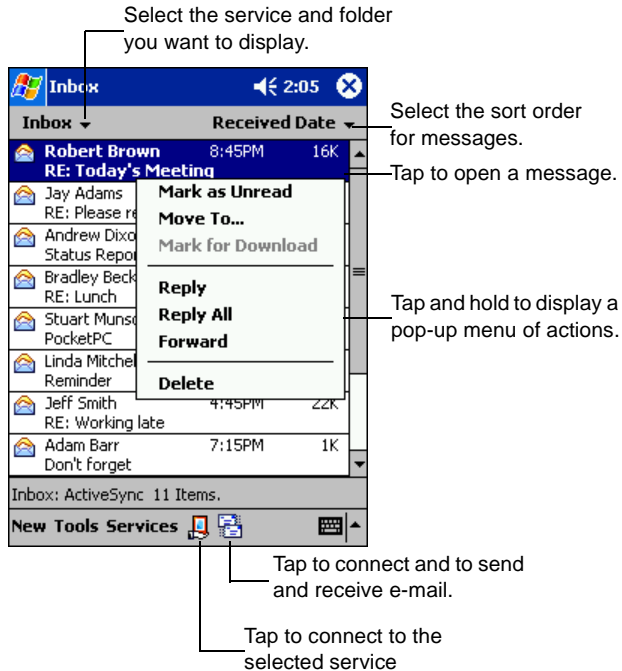 Select the service and folder
you want to display.
Inbox 2:05
Inbox Received Date
Select the sort order
for messages.
Robert Brown 8:45PM 16K
RE: Today's Meeting
Tap to open a message.
Jay Adams
RE: Please re
Andrew Dixo
Status Repor
Bradley Beck
RE: Lunch
Stuart Munso
PocketPC
Linda Mitchel
Reminder
Mark as Unread
Move To...
Mark for Download
Reply
Reply All
Forward
Delete
Tap and hold to display a
pop-up menu of actions.
Jeff Smith 4:45PM 22K
RE: Working late
Adam Barr 7:15PM 1K
Don't forget
Inbox: ActiveSync 11 Items.
New Tools Services
Tap to connect and to send
and receive e-mail.
Tap to connect to the
selected service